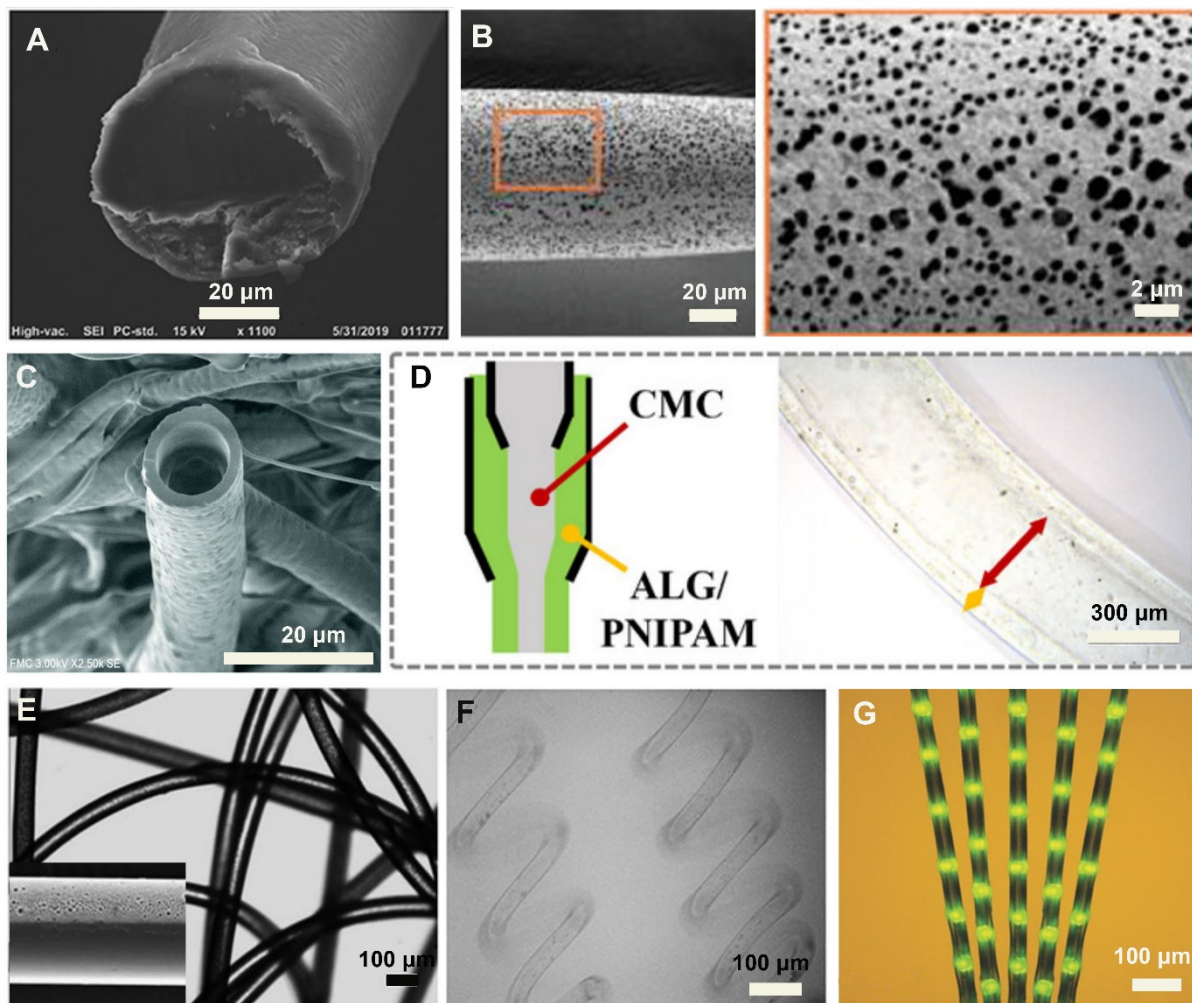 A
20 µm
High-vac. SEI PC-std. 15 kV x 1100 5/31/2019 011777
B
20 µm
2 µm
C
20 µm
FMC 3.00kV X2.50k SE
D
CMC
ALG/
PNIPAM
300 µm
E
100 µm
F
100 µm
G
100 µm